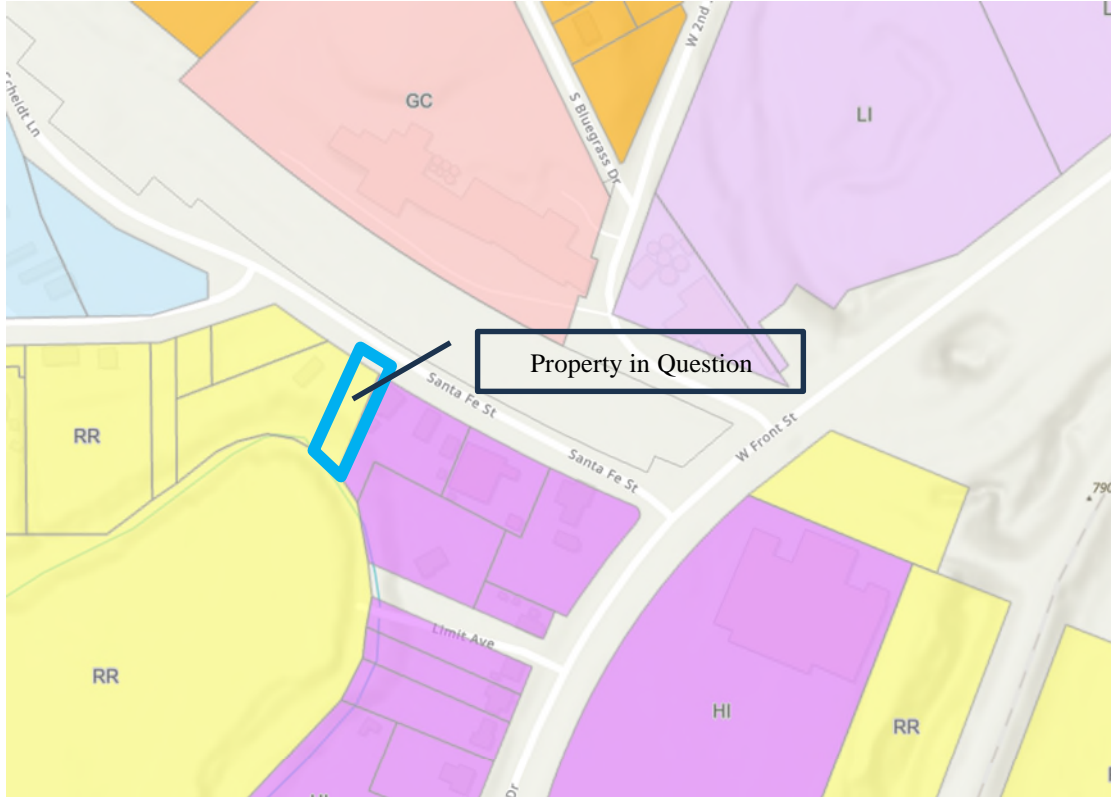 W 2nd
GC
LI
S Bluegrass Dr
Scheidt Ln
Property in Question
Santa Fe St
W Front St
RR
Santa Fe St
790
Limit Ave
RR
HI
RR